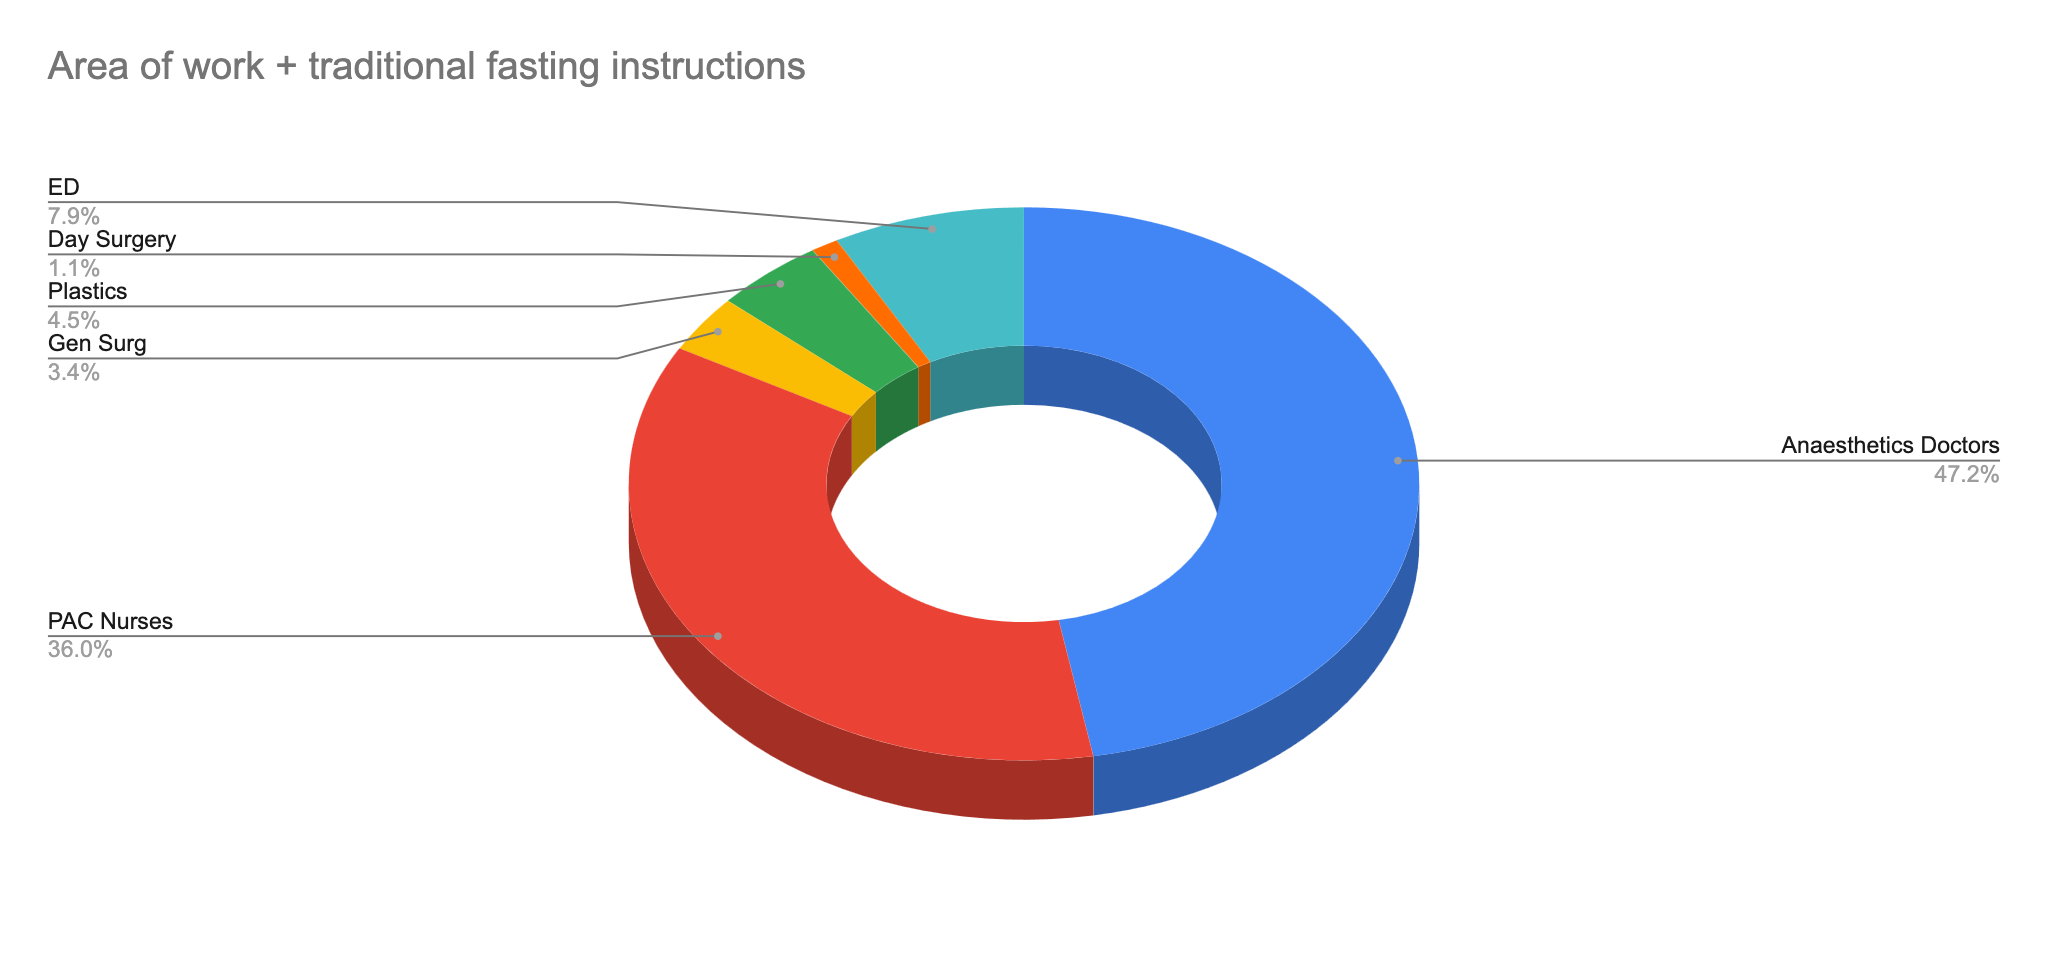 Area of work + traditional fasting instructions
ED
7.9%
Day Surgery
1.1%
Plastics
4.5%
Gen Surg
3.4%
Anaesthetics Doctors
47.2%
PAC Nurses
36.0%